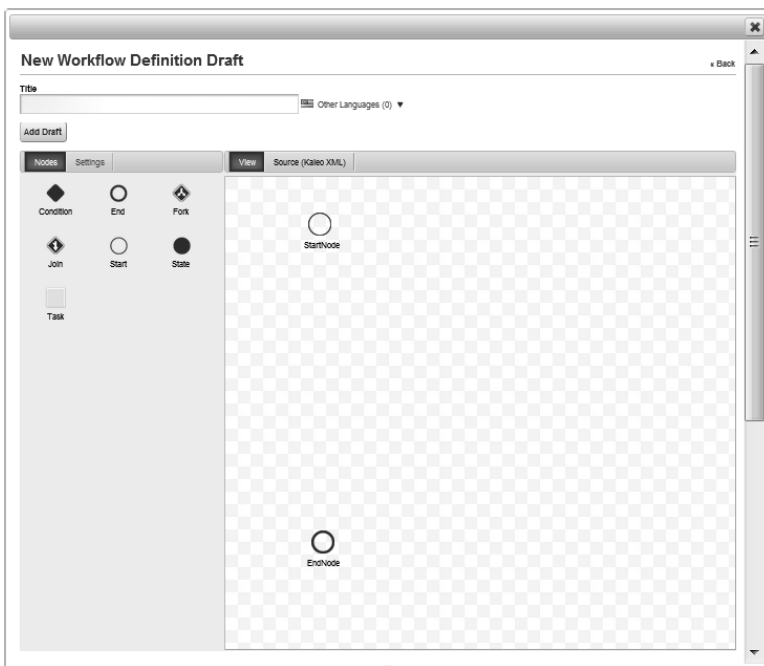 New Workflow Definition Draft
« Back
Title
Other Languages (0) ▼
Add Draft
Nodes Settings
View Source (Kaleo XML)
Condition End Fork
Join Start State
Task
StartNode
EndNode